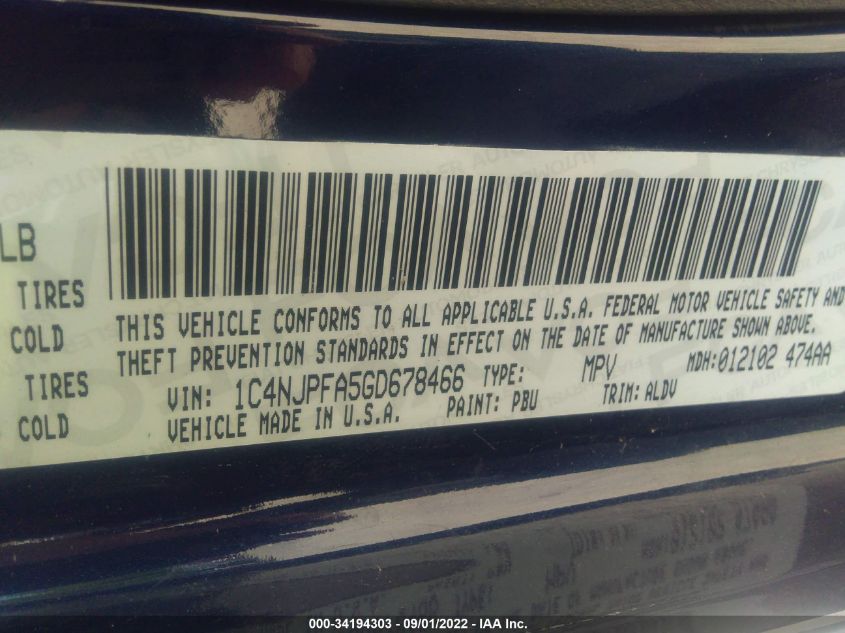 LB
TIRES
COLD
TIRES
COLD
THIS VEHICLE CONFORMS TO ALL APPLICABLE U.S.A. FEDERAL MOTOR VEHICLE SAFETY AND
THEFT PREVENTION STANDARDS IN EFFECT ON THE DATE OF MANUFACTURE SHOWN ABOVE.
VIN: 1C4NJPFA5GD678466 TYPE: MPV MDH:012102 474AA
VEHICLE MADE IN U.S.A. PAINT: PBU TRIM: ALDV
000-34194303 - 09/01/2022 - IAA Inc.